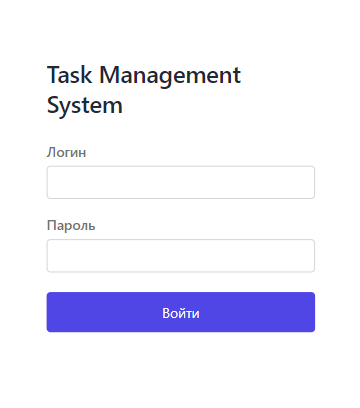 Task Management
System
Логин
Пароль
Войти